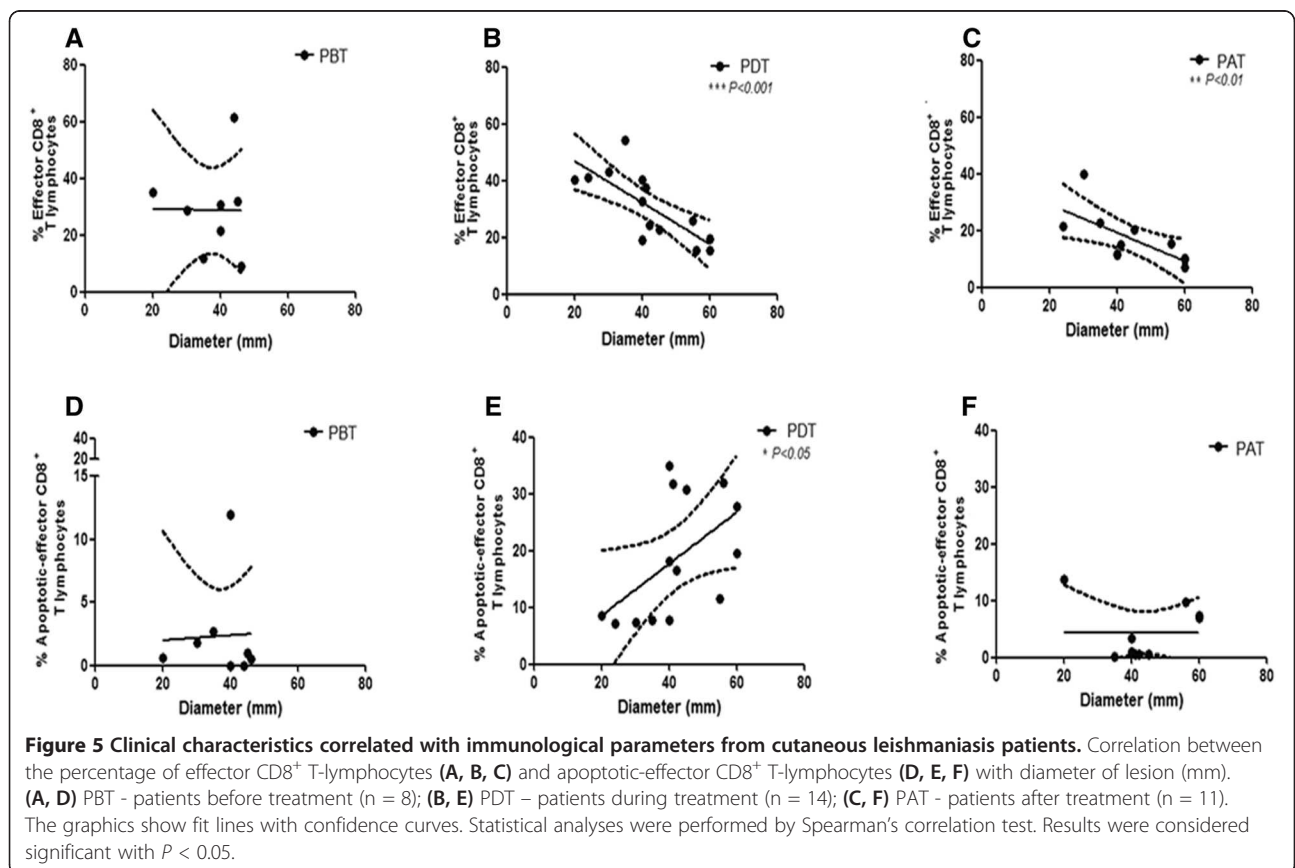 A
PBT
80
60
40
20
0
% Effector CD8+
T lymphocytes
0 20 40 60 80
Diameter (mm)
B
PDT
*** P<0.001
80
60
40
20
0
% Effector CD8+
T lymphocytes
0 20 40 60 80
Diameter (mm)
C
PAT
** P<0.01
80
60
40
20
0
% Effector CD8+
T lymphocytes
0 20 40 60 80
Diameter (mm)
D
PBT
40
20
15
10
5
0
% Apoptotic-effector CD8+
T lymphocytes
0 20 40 60 80
Diameter (mm)
E
PDT
* P<0.05
40
30
20
10
0
% Apoptotic-effector CD8+
T lymphocytes
0 20 40 60 80
Diameter (mm)
F
PAT
40
30
20
10
0
% Apoptotic-effector CD8+
T lymphocytes
0 20 40 60 80
Diameter (mm)
Figure 5 Clinical characteristics correlated with immunological parameters from cutaneous leishmaniasis patients. Correlation between
the percentage of effector CD8+ T-lymphocytes (A, B, C) and apoptotic-effector CD8+ T-lymphocytes (D, E, F) with diameter of lesion (mm).
(A, D) PBT - patients before treatment (n = 8); (B, E) PDT – patients during treatment (n = 14); (C, F) PAT - patients after treatment (n = 11).
The graphics show fit lines with confidence curves. Statistical analyses were performed by Spearman's correlation test. Results were considered
significant with P < 0.05.